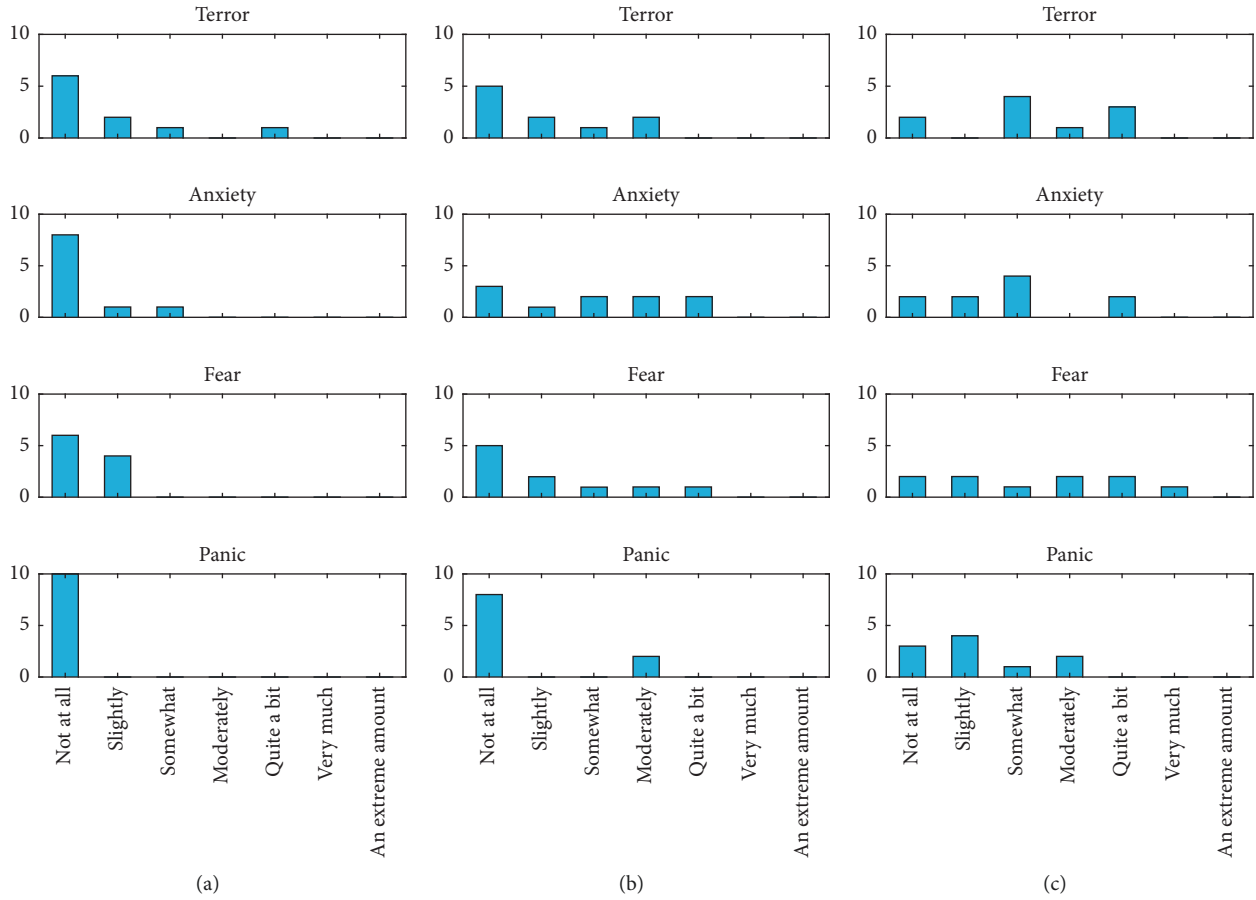 Terror
10
5
0
Anxiety
10
5
0
Fear
10
5
0
Panic
10
5
0
Not at all
Slightly
Somewhat
Moderately
Quite a bit
Very much
An extreme amount
(a)
Terror
10
5
0
Anxiety
10
5
0
Fear
10
5
0
Panic
10
5
0
Not at all
Slightly
Somewhat
Moderately
Quite a bit
Very much
An extreme amount
(b)
Terror
10
5
0
Anxiety
10
5
0
Fear
10
5
0
Panic
10
5
0
Not at all
Slightly
Somewhat
Moderately
Quite a bit
Very much
An extreme amount
(c)